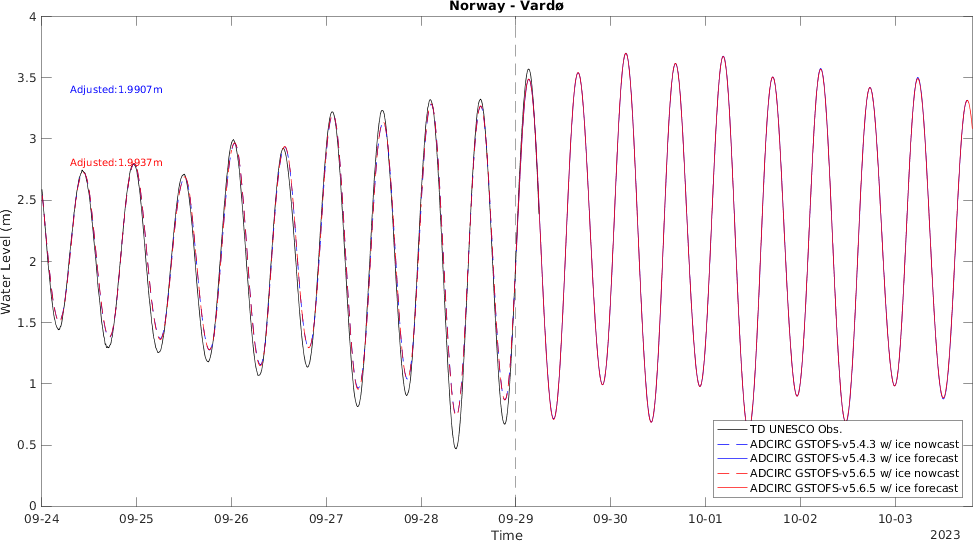 Norway - Vardø
4
3.5
3
2.5
2
1.5
1
0.5
0
Water Level (m)
Adjusted:1.9907m
Adjusted:1.9937m
TD UNESCO Obs.
ADCIRC GSTOFS-v5.4.3 w/ ice nowcast
ADCIRC GSTOFS-v5.4.3 w/ ice forecast
ADCIRC GSTOFS-v5.6.5 w/ ice nowcast
ADCIRC GSTOFS-v5.6.5 w/ ice forecast
09-24 09-25 09-26 09-27 09-28 09-29 09-30 10-01 10-02 10-03
Time
2023